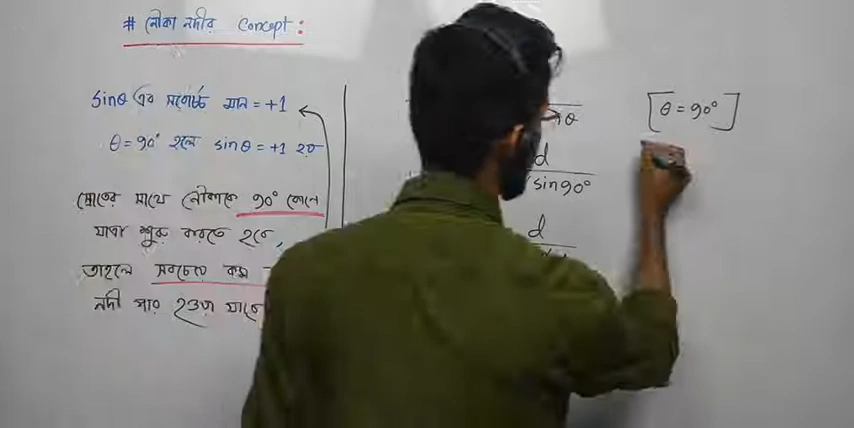 # নৌকা নদীর Concept :
sinθ এর সর্বোচ্চ মান = +1
θ = 90° হলে sinθ = +1 হয়
স্রোতের সাথে নৌকাকে 90° কোণে
যাত্রা শুরু করতে হবে,
তাহলে সবচেয়ে কম
নদী পার হওয়া যাবে
θ
[θ = 90°]
d
sin90°
d